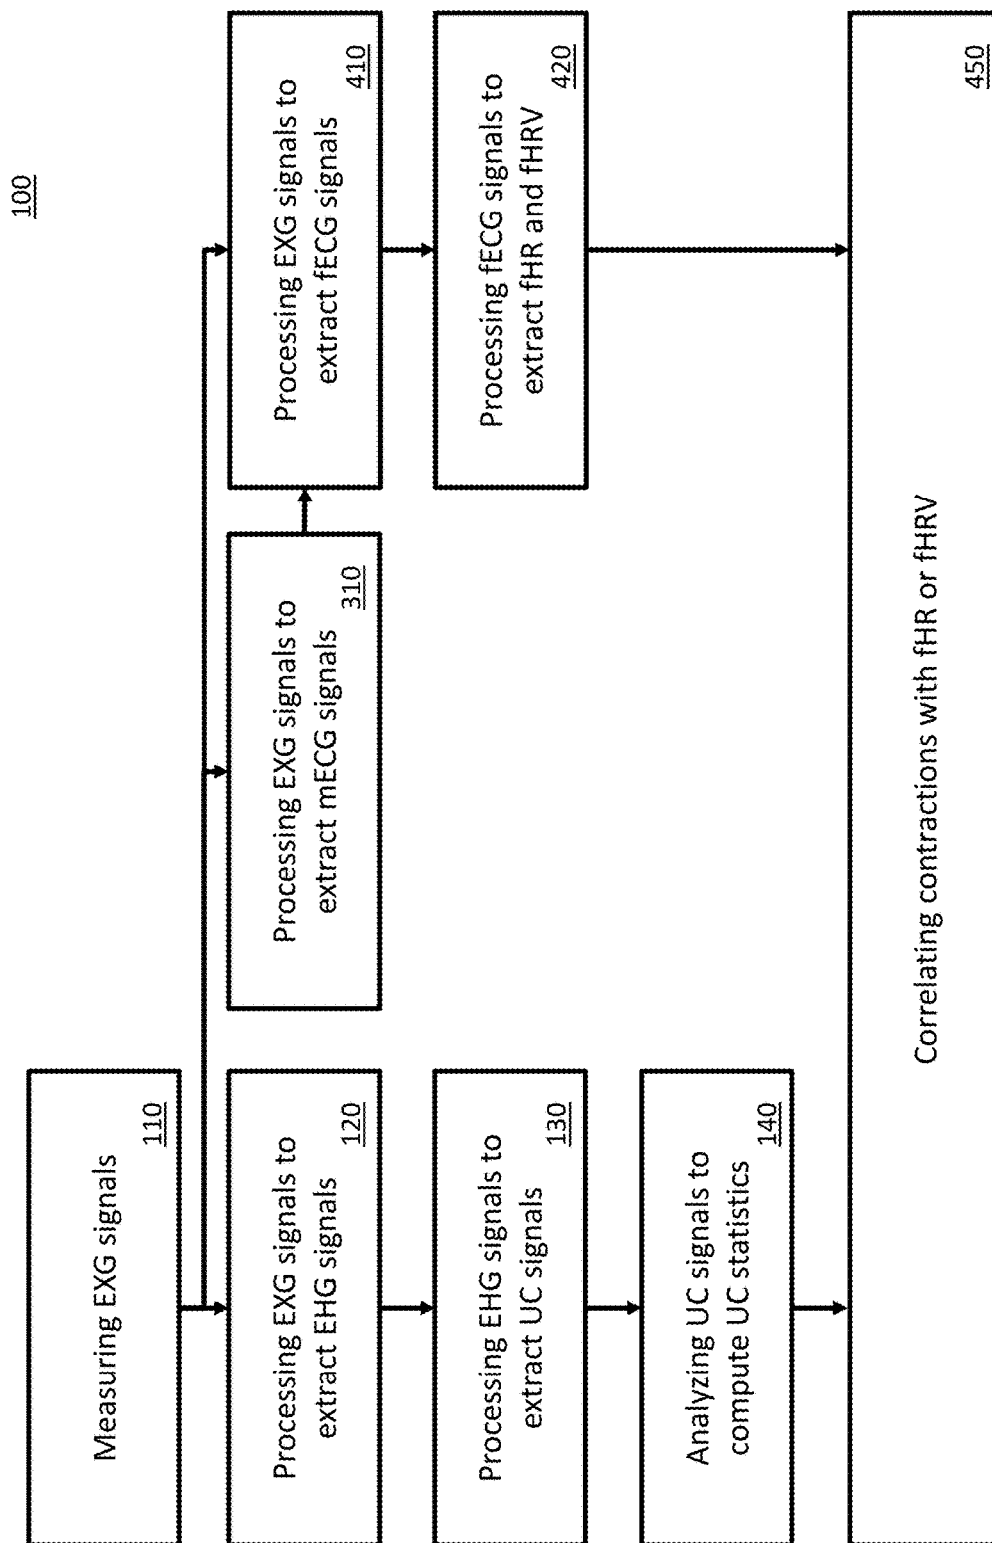 100
Measuring EXG signals
110
Processing EXG signals to
extract EHG signals
120
Processing EXG signals to
extract mECG signals
310
Processing EXG signals to
extract fECG signals
410
Processing EHG signals to
extract UC signals
130
Processing fECG signals to
extract fHR and fHRV
420
Analyzing UC signals to
compute UC statistics
140
Correlating contractions with fHR or fHRV
450